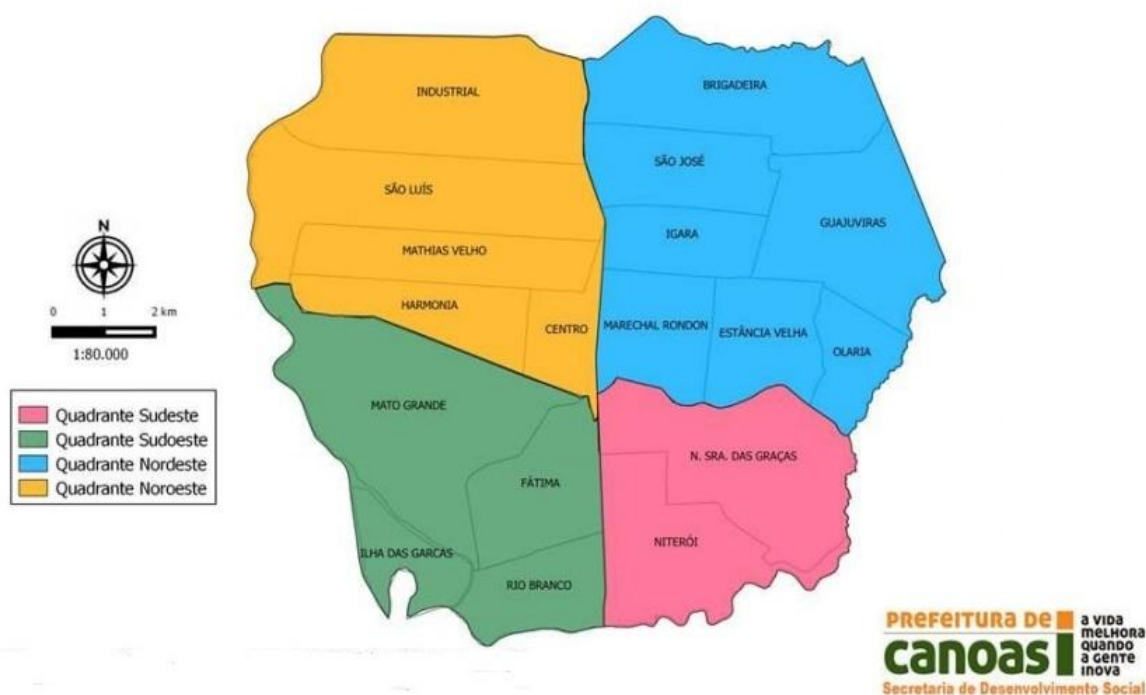 INDUSTRIAL
BRIGADEIRA
SÃO LUÍS
SÃO JOSÉ
MATHIAS VELHO
IGARA
GUAJUVIRAS
HARMONIA
CENTRO
MARECHAL RONDON
ESTÂNCIA VELHA
OLARIA
MATO GRANDE
FÁTIMA
N. SRA. DAS GRAÇAS
ILHA DAS GARCAS
RIO BRANCO
NITERÓI
N
0 1 2 km
1:80.000
Quadrante Sudeste
Quadrante Sudoeste
Quadrante Nordeste
Quadrante Noroeste
PREFEITURA DE
canoas
a VIDA
MELHORA
QUANDO
a GENTE
INOVA
Secretaria de Desenvolvimento Social